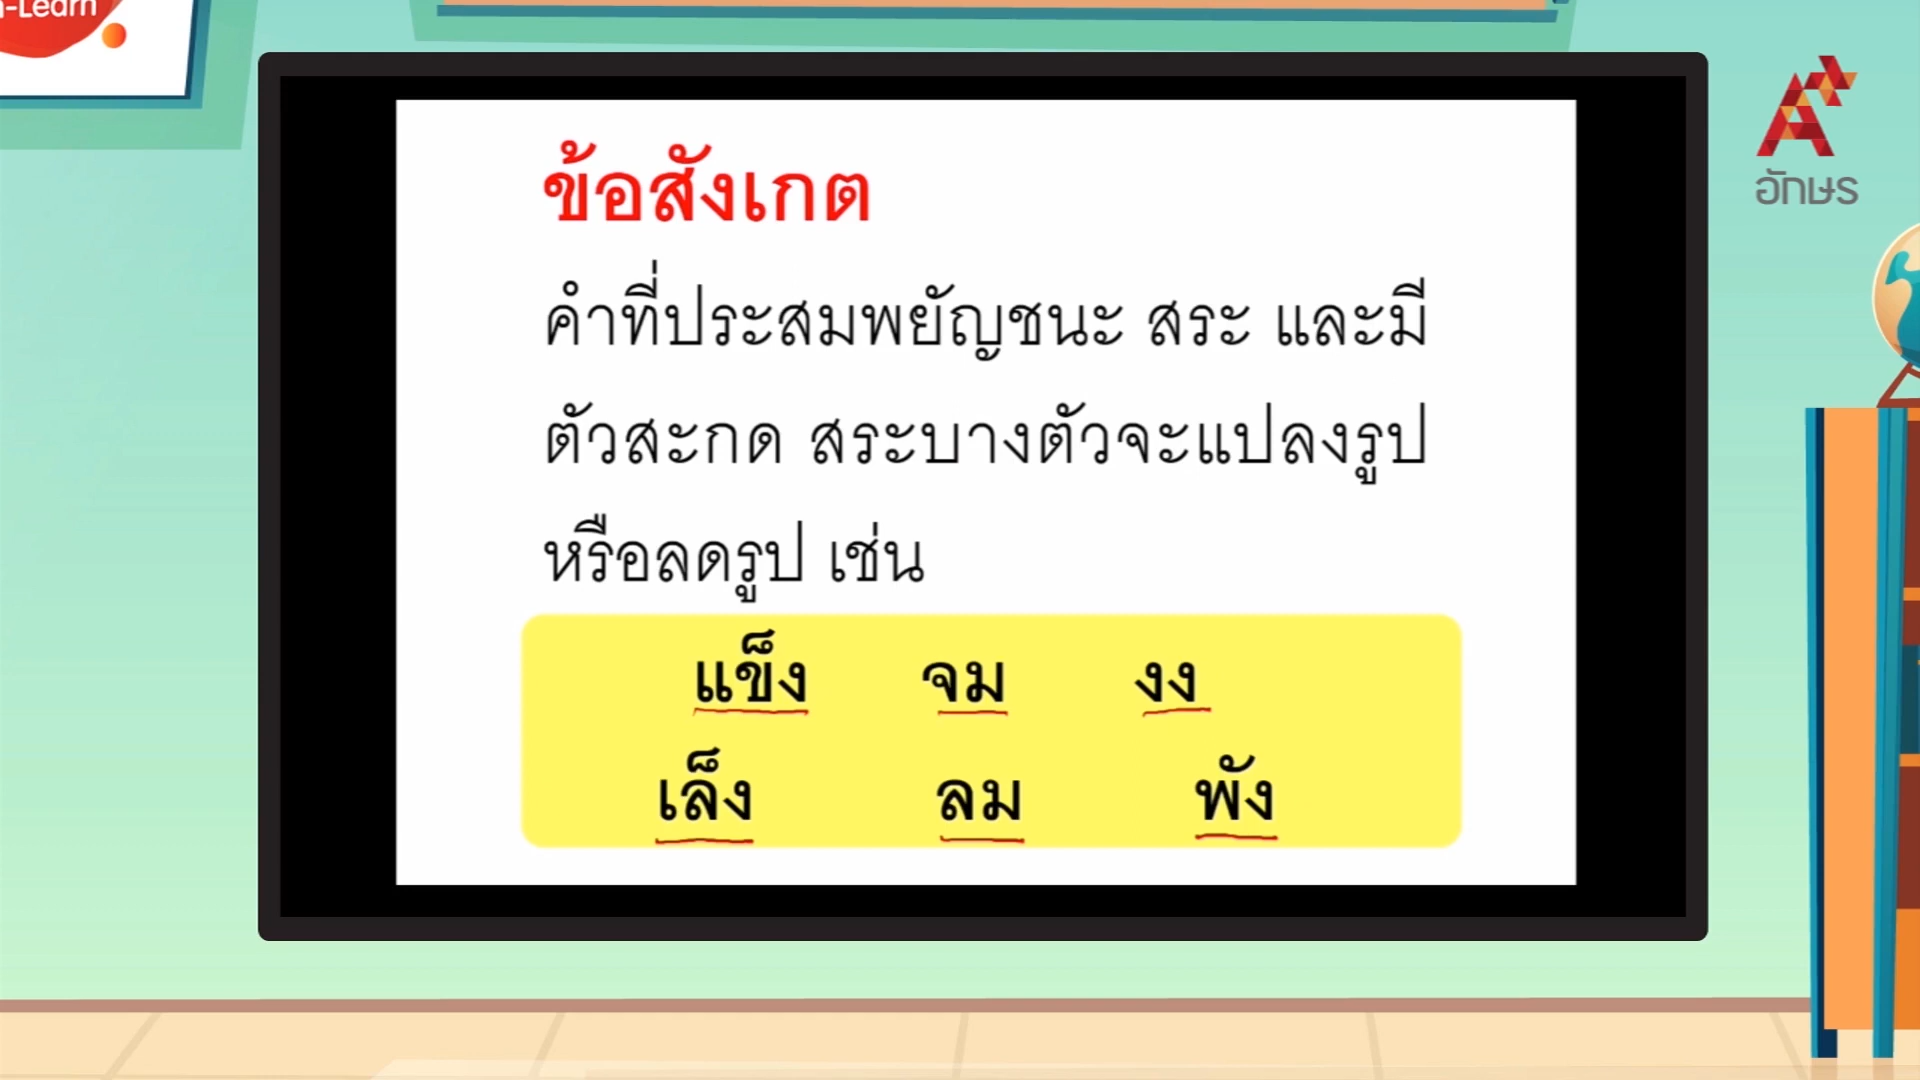 -Learn
อักษร
ข้อสังเกต
คำที่ประสมพยัญชนะ สระ และมี
ตัวสะกด สระบางตัวจะแปลงรูป
หรือลดรูป เช่น
แข็ง จม งง
เล็ง ลม พัง